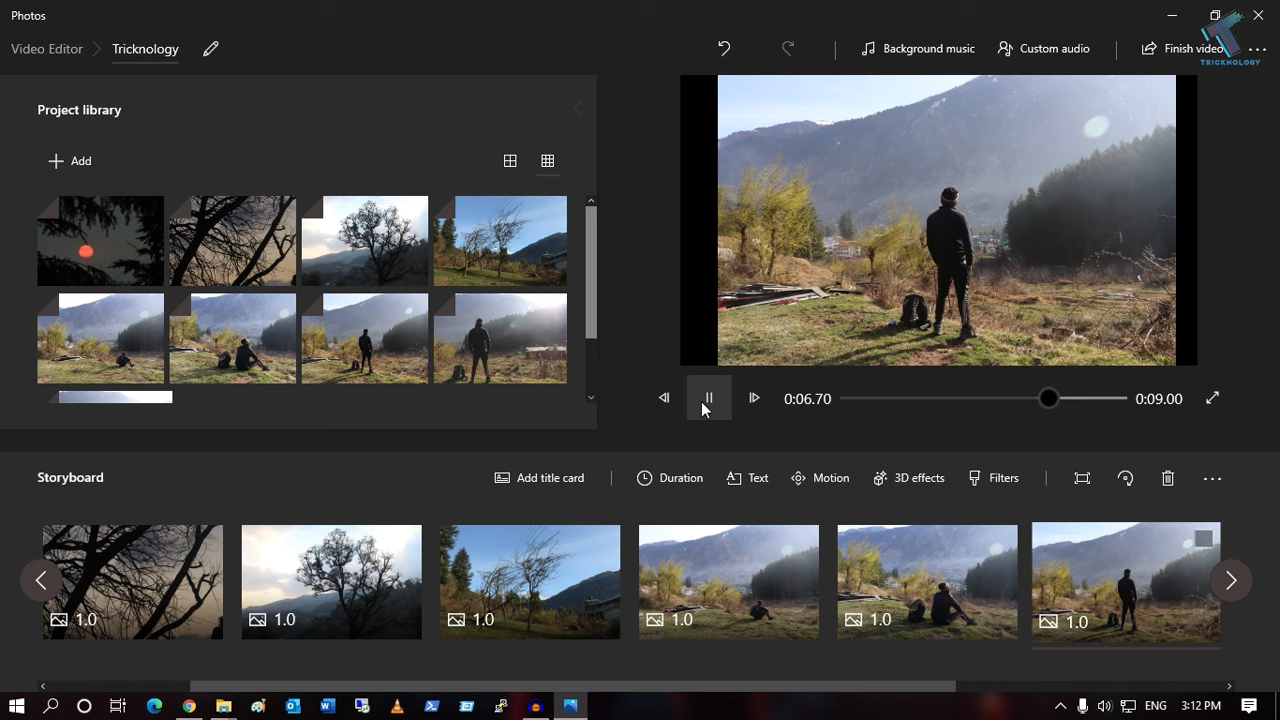 Photos
Video Editor
Tricknology
Background music
Custom audio
Finish video
TRICKNOLOGY
Project library
Add
0:06.70
0:09.00
Storyboard
Add title card
Duration
Text
Motion
3D effects
Filters
1.0
1.0
1.0
1.0
1.0
1.0
ENG
3:12 PM